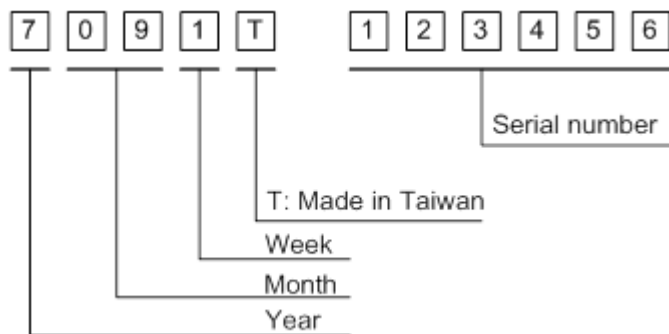 7 0 9 1 T 1 2 3 4 5 6
Serial number
T: Made in Taiwan
Week
Month
Year